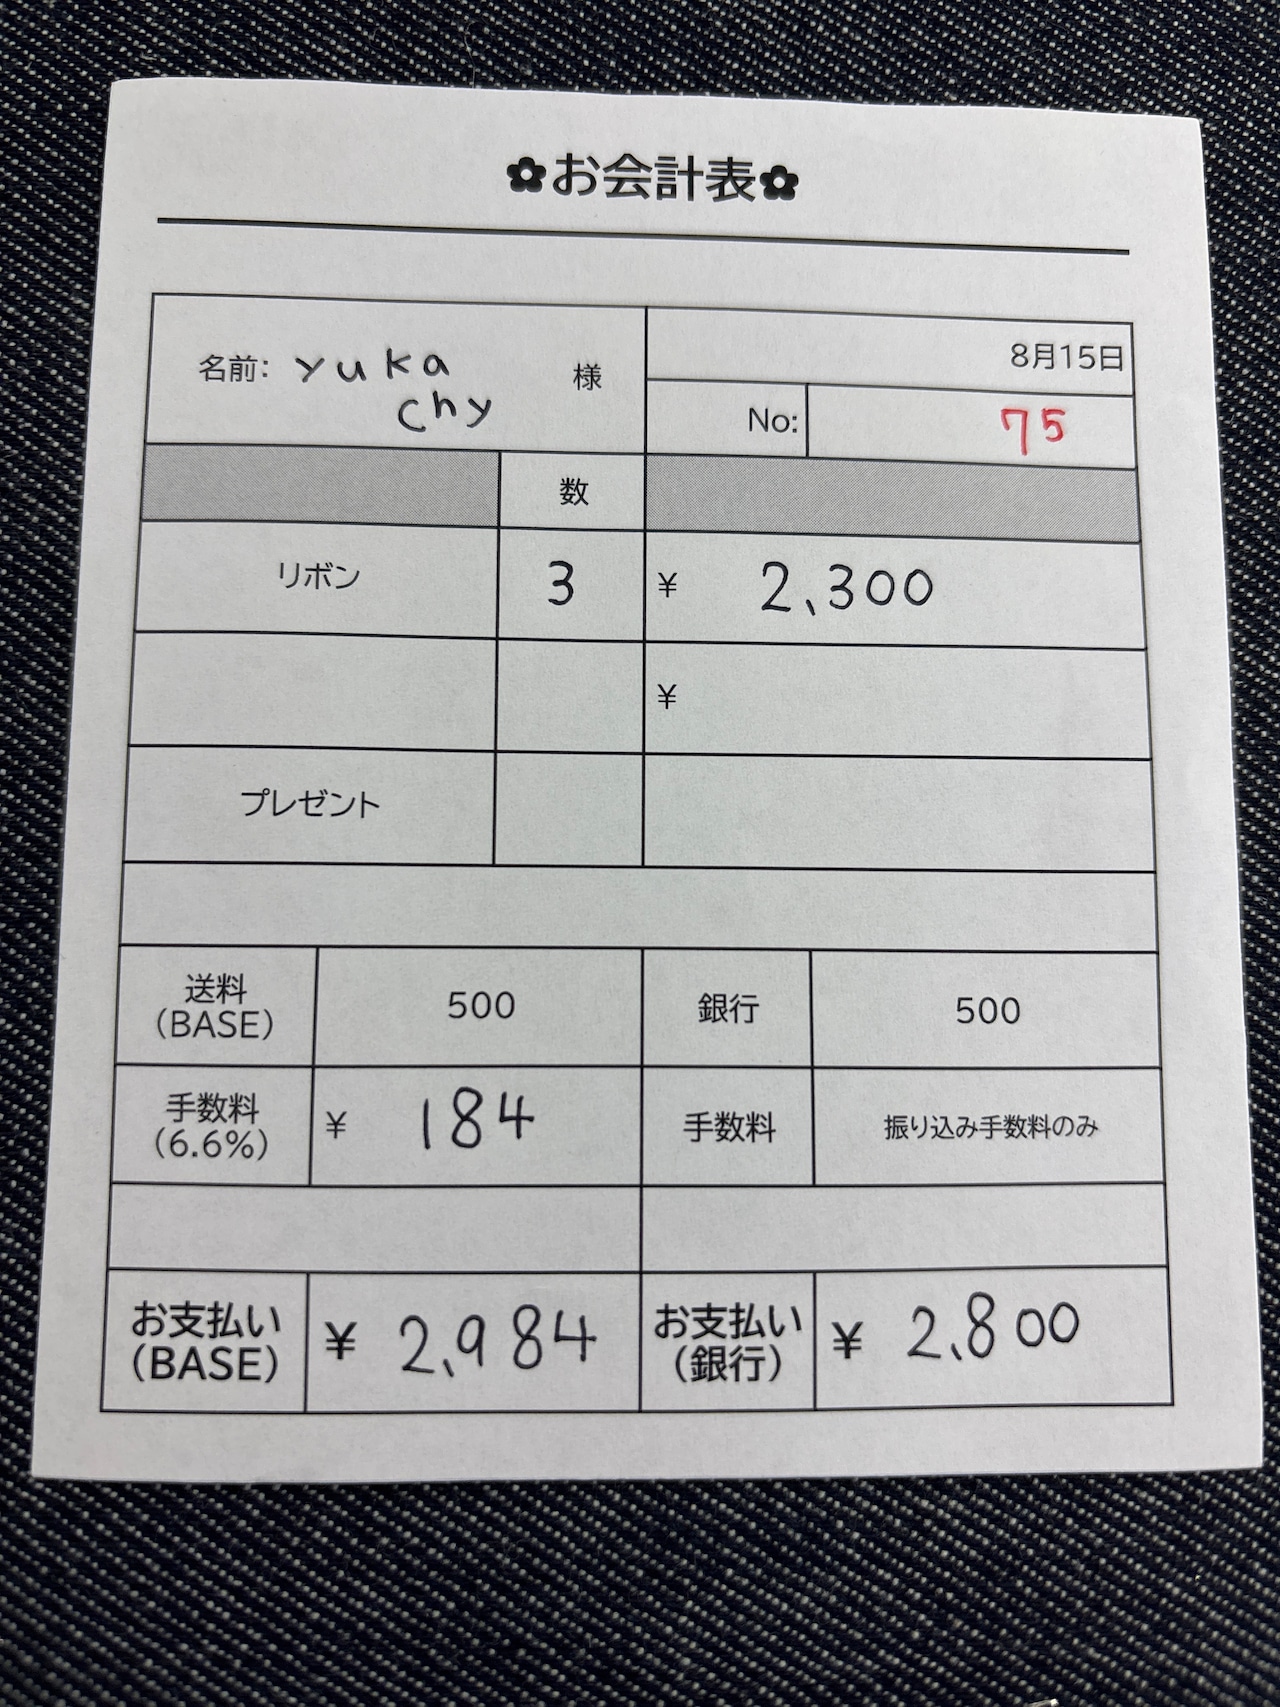 ✿お会計表✿
名前: yuka chy 様
8月15日
No: 75
数
リボン 3 ¥ 2,300
¥
プレゼント
送料 (BASE) 500 銀行 500
手数料 (6.6%) ¥ 184 手数料 振り込み手数料のみ
お支払い (BASE) ¥ 2,984 お支払い (銀行) ¥ 2,800